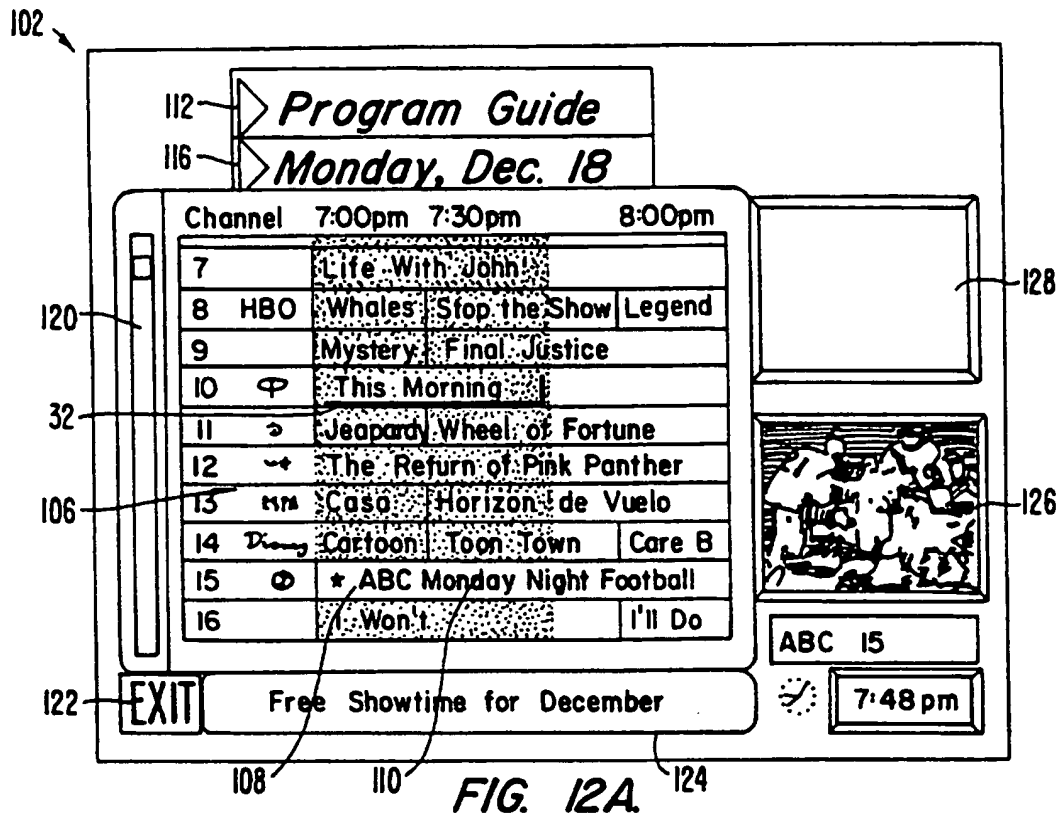 102
112
Program Guide
116
Monday, Dec. 18
Channel 7:00pm 7:30pm 8:00pm
7 Life With John
128
120
8 HBO Whales Stop the Show Legend
9 Mystery Final Justice
10 This Morning
32
11 Jeapardy Wheel of Fortune
12 The Return of Pink Panther
106
13 Casa Horizon de Vuelo
126
14 Disney Cartoon Toon Town Care B
15 * ABC Monday Night Football
16 I Won't I'll Do
ABC 15
122
EXIT
Free Showtime for December
7:48 pm
108
110
124
FIG. 12A.